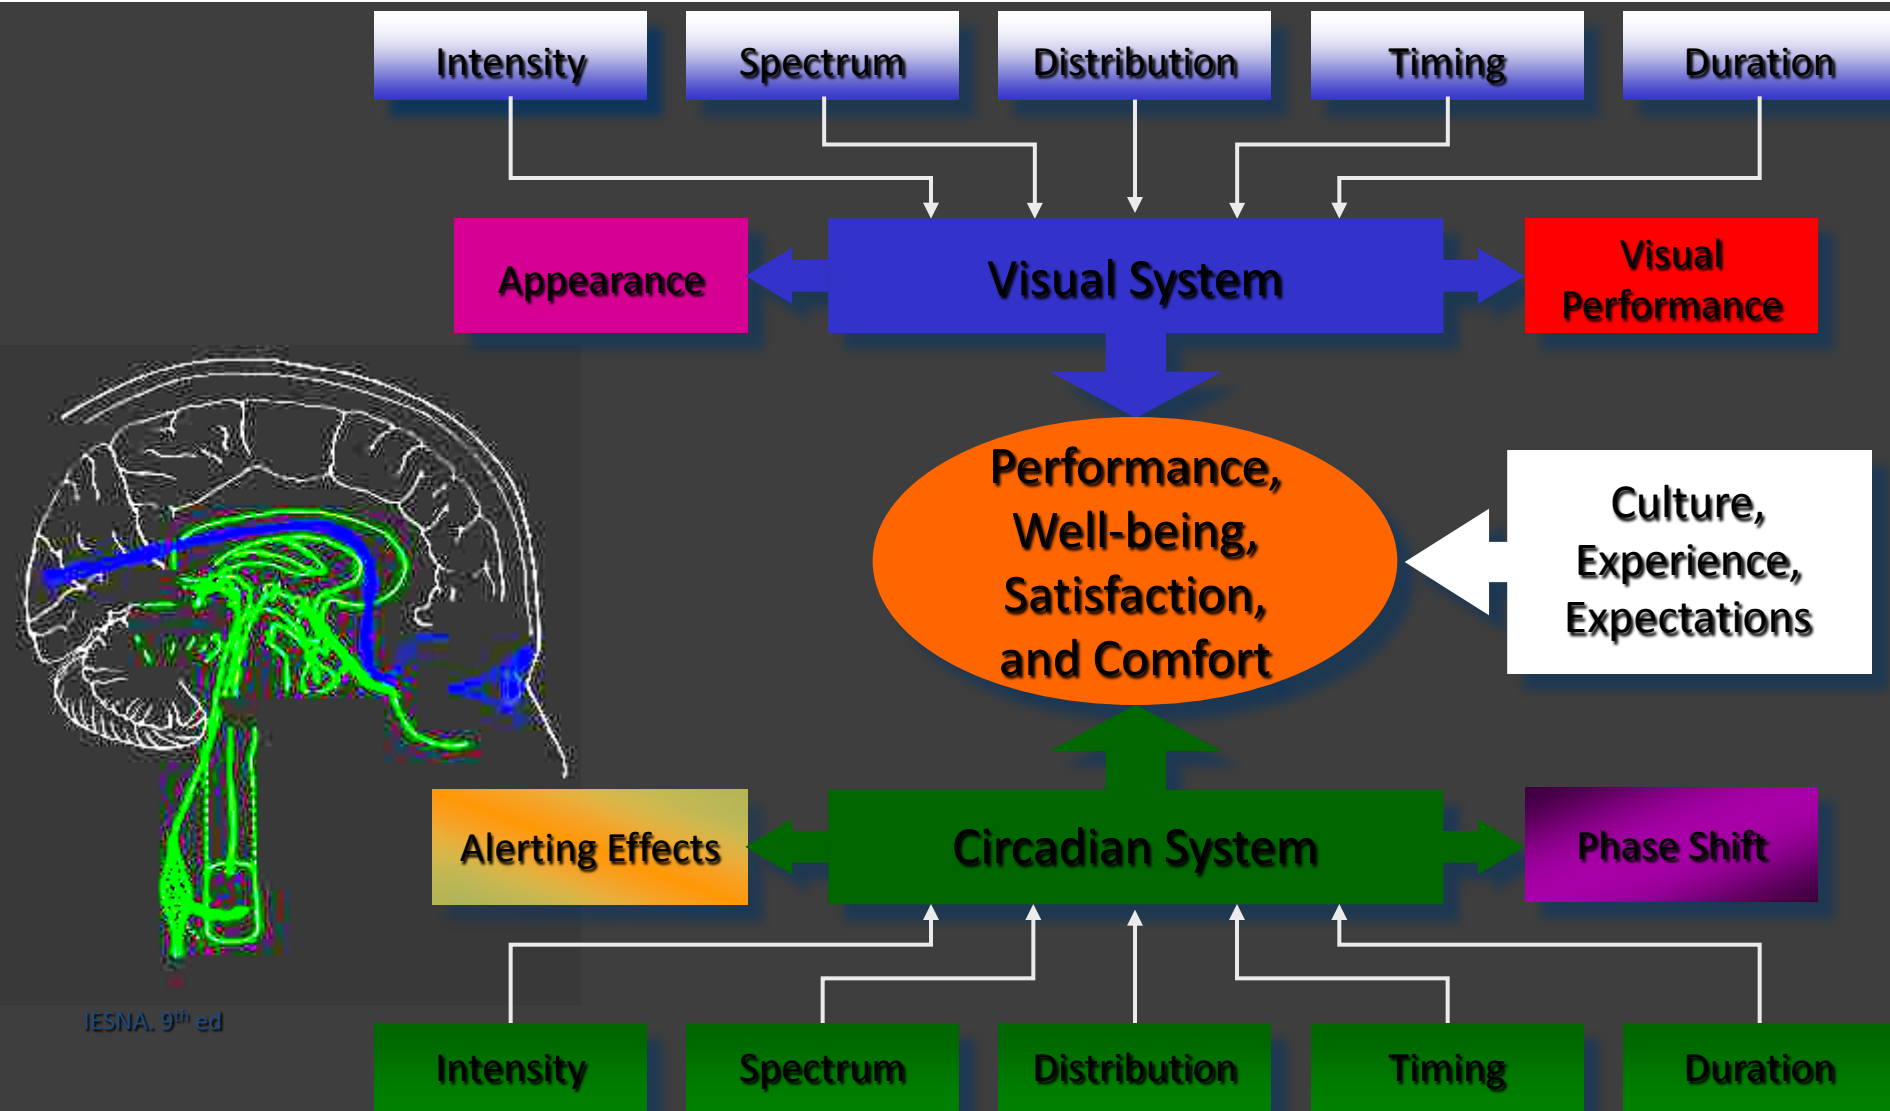 Intensity
Spectrum
Distribution
Timing
Duration
Appearance
Visual System
Visual
Performance
Performance,
Well-being,
Satisfaction,
and Comfort
Culture,
Experience,
Expectations
Alerting Effects
Circadian System
Phase Shift
IESNA. 9th ed
Intensity
Spectrum
Distribution
Timing
Duration